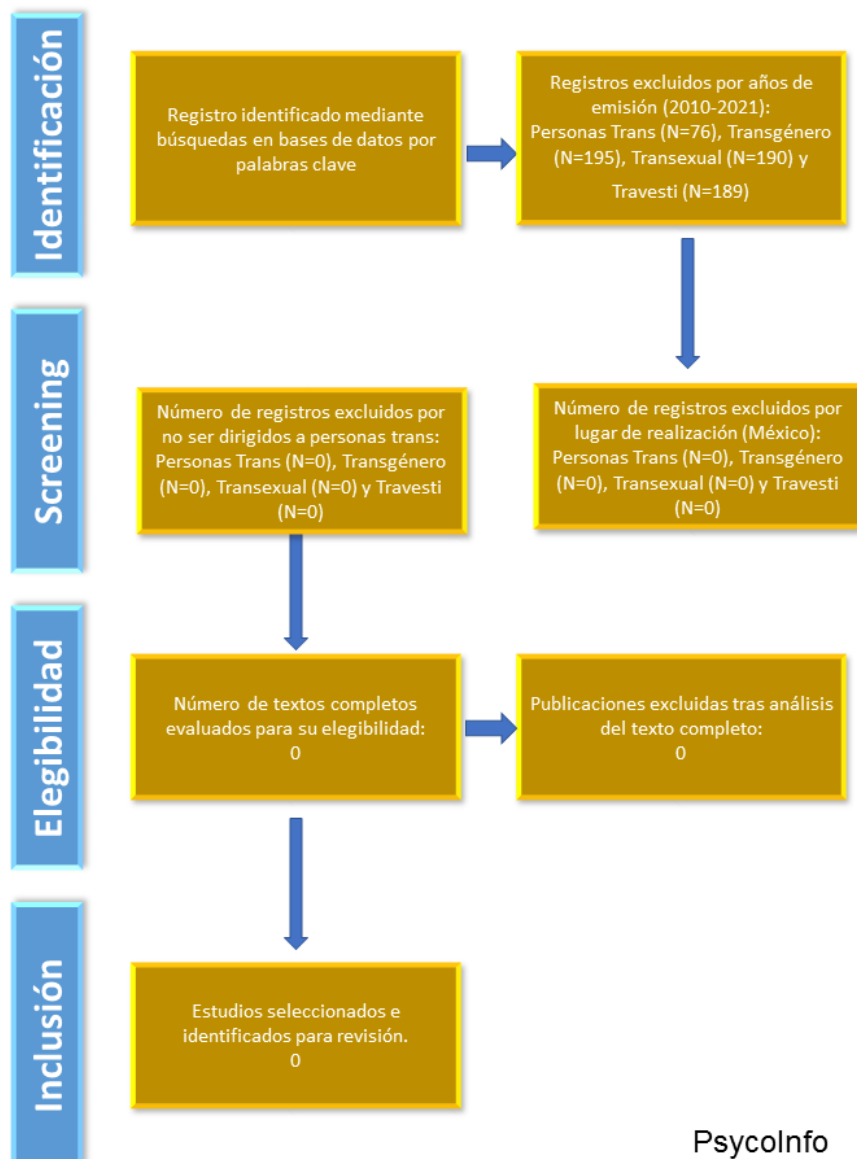 Identificación
Registro identificado mediante
búsquedas en bases de datos por
palabras clave
Registros excluidos por años de
emisión (2010-2021):
Personas Trans (N=76), Transgénero
(N=195), Transexual (N=190) y
Travesti (N=189)
Screening
Número de registros excluidos por
no ser dirigidos a personas trans:
Personas Trans (N=0), Transgénero
(N=0), Transexual (N=0) y Travesti
(N=0)
Número de registros excluidos por
lugar de realización (México):
Personas Trans (N=0), Transgénero
(N=0), Transexual (N=0) y Travesti
(N=0)
Elegibilidad
Número de textos completos
evaluados para su elegibilidad:
0
Publicaciones excluidas tras análisis
del texto completo:
0
Inclusión
Estudios seleccionados e
identificados para revisión.
0
PsycoInfo